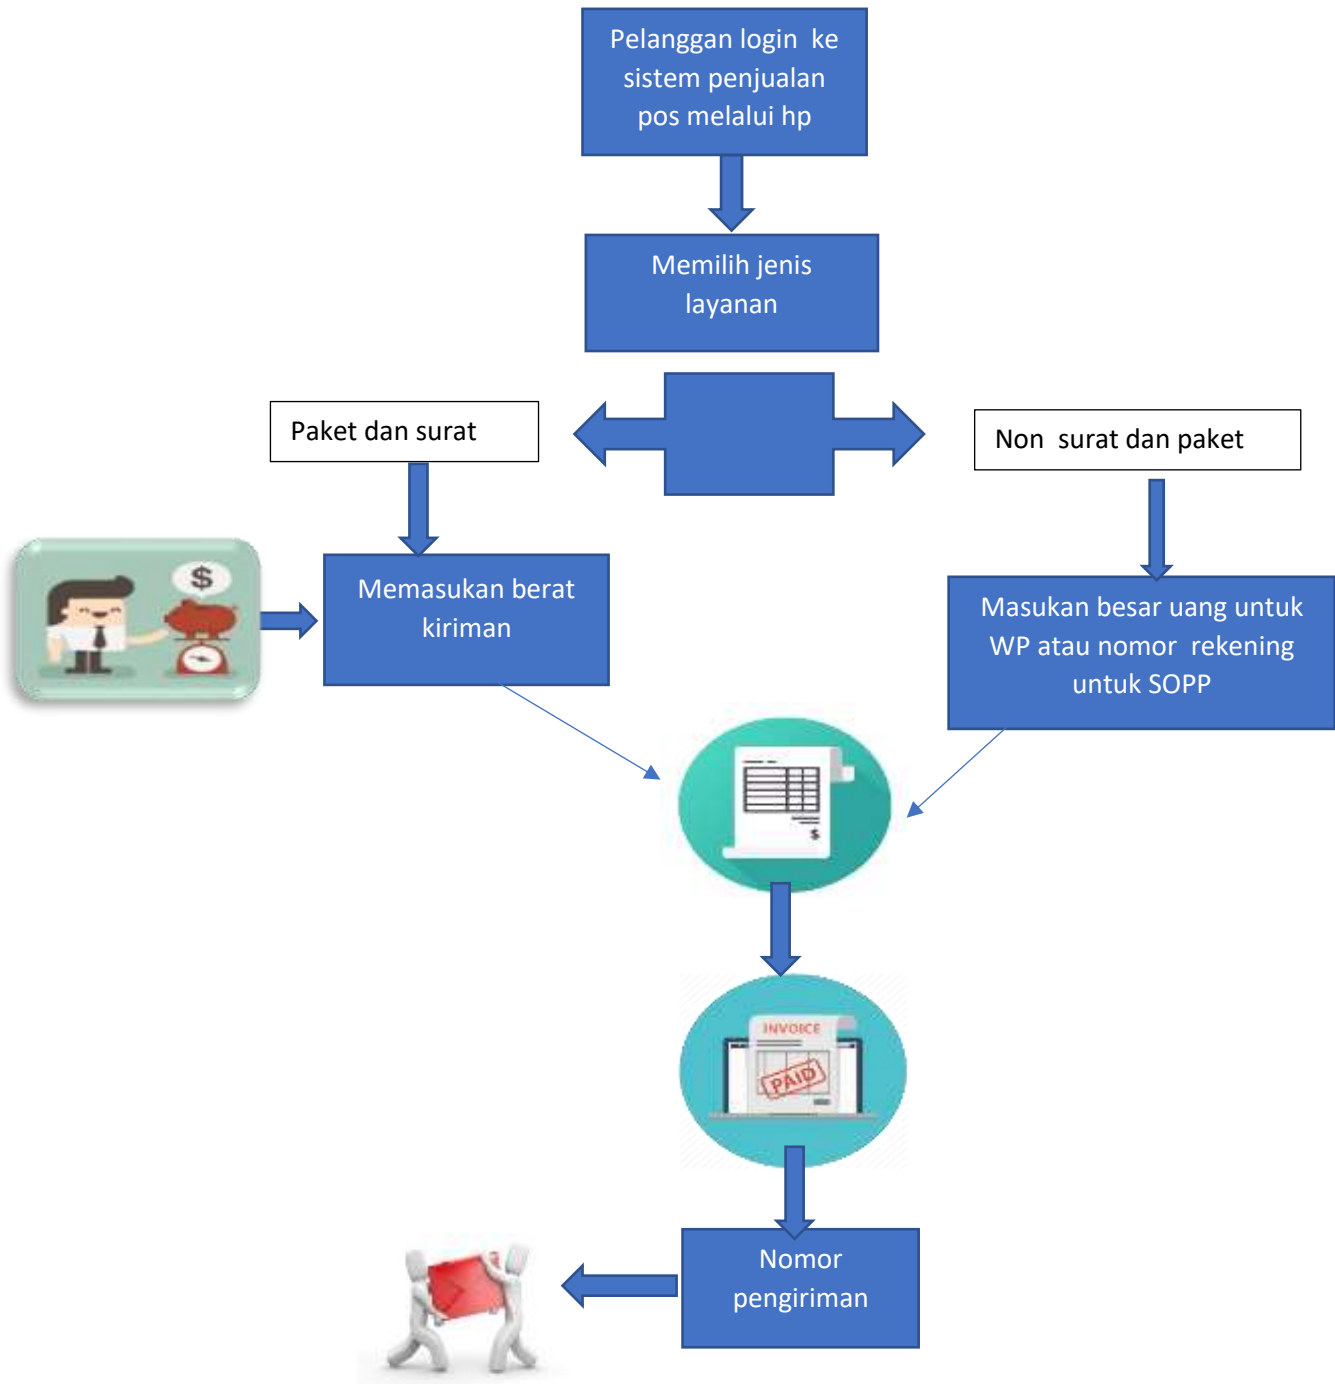 Pelanggan login  ke
sistem penjualan
pos melalui hp
Memilih jenis
layanan
Paket dan surat
Non  surat dan paket
$
Memasukan berat
kiriman
Masukan besar uang untuk
WP atau nomor  rekening
untuk SOPP
$
INVOICE
PAID
Nomor
pengiriman